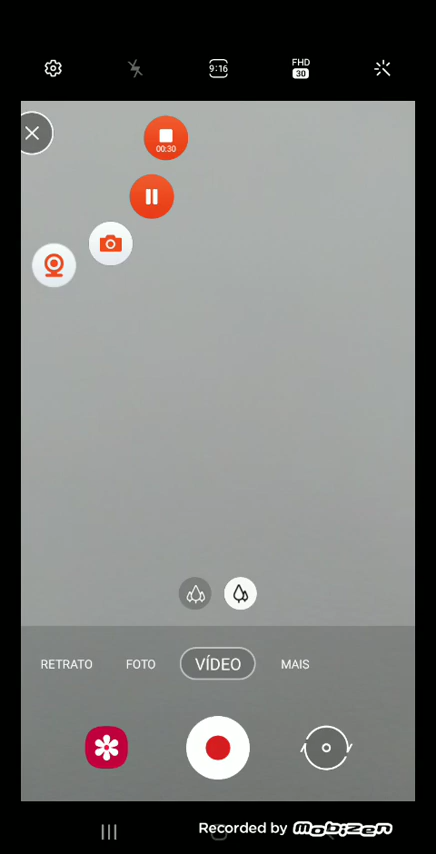 9:16
FHD
30
00:30
RETRATO FOTO VÍDEO MAIS
Recorded by Mobizen